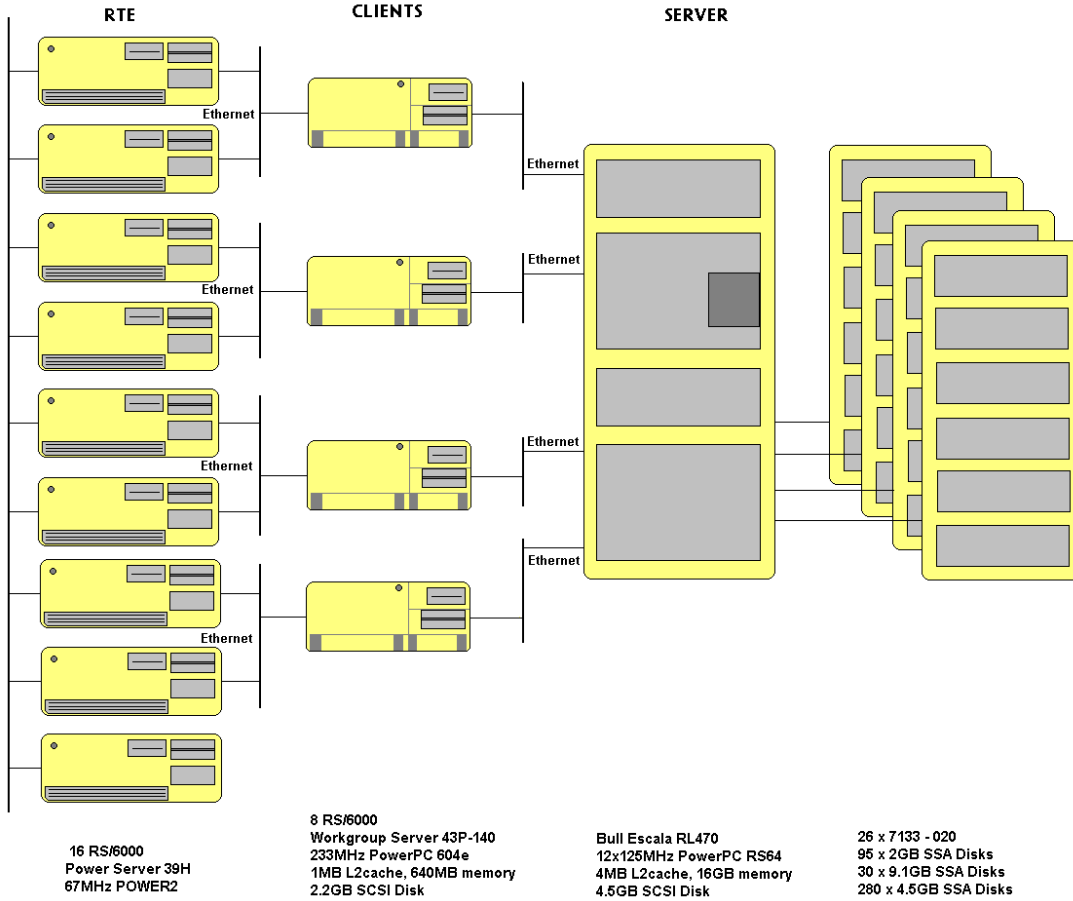 RTE
CLIENTS
SERVER
Ethernet
Ethernet
Ethernet
Ethernet
Ethernet
Ethernet
Ethernet
Ethernet
16 RS/6000
Power Server 39H
67MHz POWER2
8 RS/6000
Workgroup Server 43P-140
233MHz PowerPC 604e
1MB L2cache, 640MB memory
2.2GB SCSI Disk
Bull Escala RL470
12x125MHz PowerPC RS64
4MB L2cache, 16GB memory
4.5GB SCSI Disk
26 x 7133 - 020
95 x 2GB SSA Disks
30 x 9.1GB SSA Disks
280 x 4.5GB SSA Disks